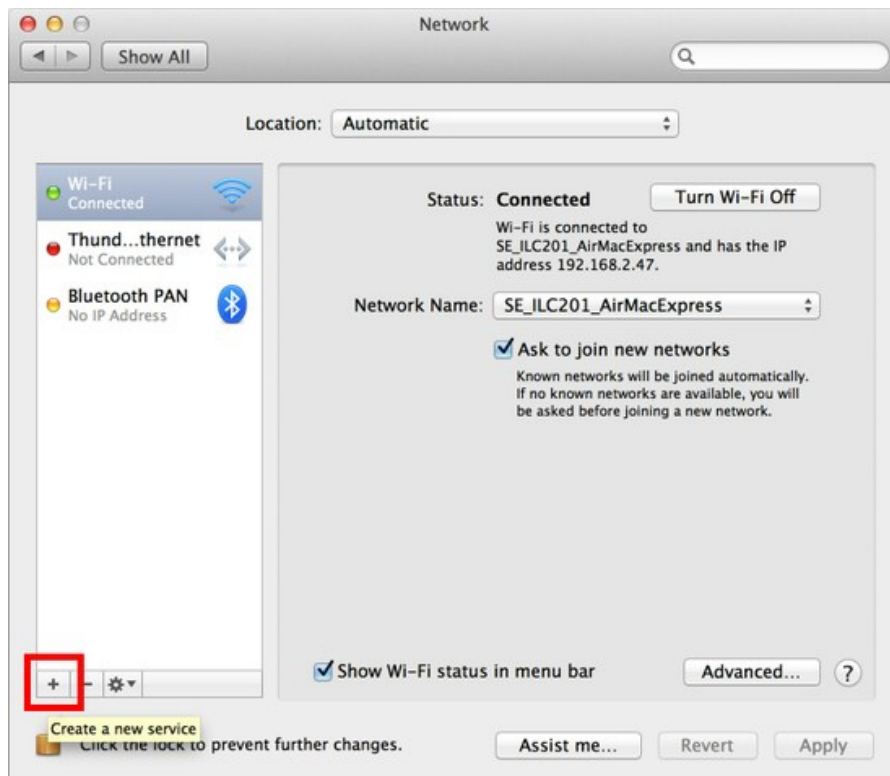 Network
Show All
Location: Automatic
Wi-Fi
Connected
Thund...thernet
Not Connected
Bluetooth PAN
No IP Address
Status: Connected
Turn Wi-Fi Off
Wi-Fi is connected to
SE_ILC201_AirMacExpress and has the IP
address 192.168.2.47.
Network Name: SE_ILC201_AirMacExpress
Ask to join new networks
Known networks will be joined automatically.
If no known networks are available, you will
be asked before joining a new network.
Show Wi-Fi status in menu bar
Advanced...
?
+ -
Create a new service
Click the lock to prevent further changes.
Assist me...
Revert
Apply